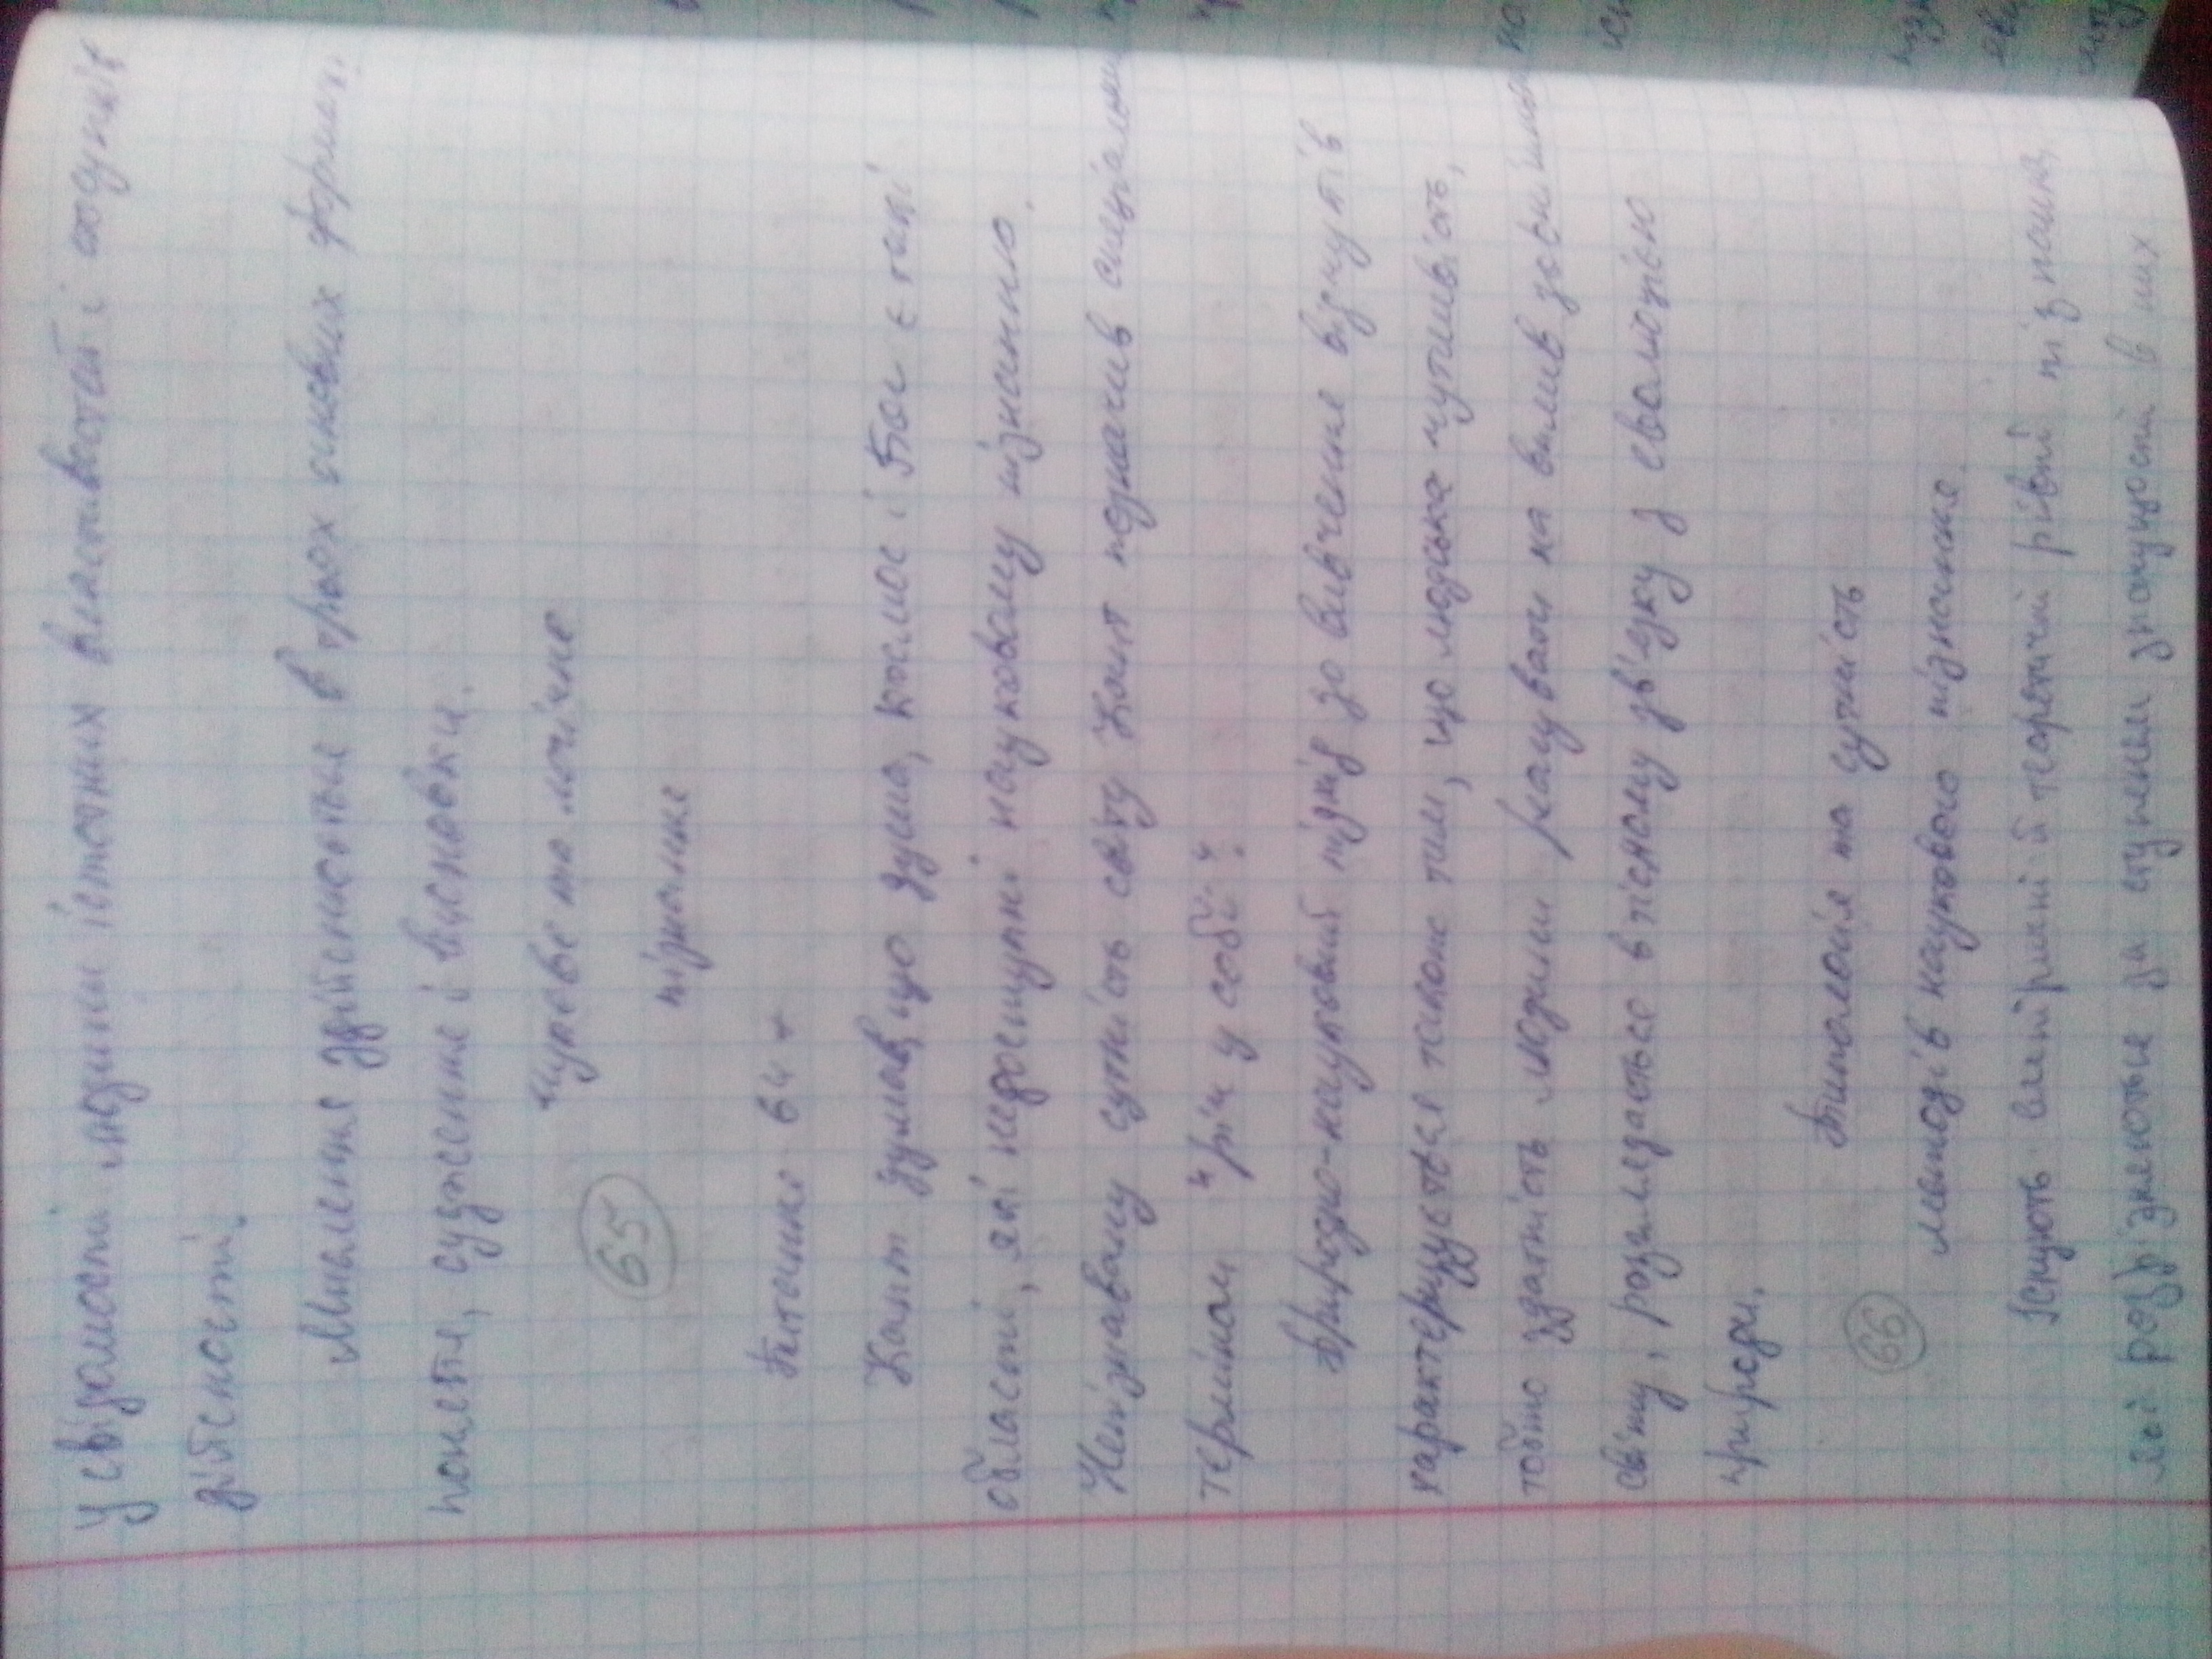 у свідомості людини істотних властивостей і стосунків
дійсності.
Мислення здійснюється в трьох основних формах:
поняття, судження і висновки.
чуттєве та логічне
65
пізнання
Питання 64 +
Кант думав, що душа, космос і Бог є такі
області, які недоступні науковому пізнанню.
Непізнавану сутність світу Кант позначив спеціальним
терміном "річ у собі".
Природно-науковий підхід до вивчення відчуттів
характеризується також тим, що людська чутливість,
тобто здатність людини реагувати на вплив зовнішнього
світу, розглядається в тісному зв'язку з еволюцією
природи.
Типологія та сутність
66
методів наукового пізнання.
Існують емпіричні й теоретичні рівні пізнання,
які розрізняються за ступенем значущості в них